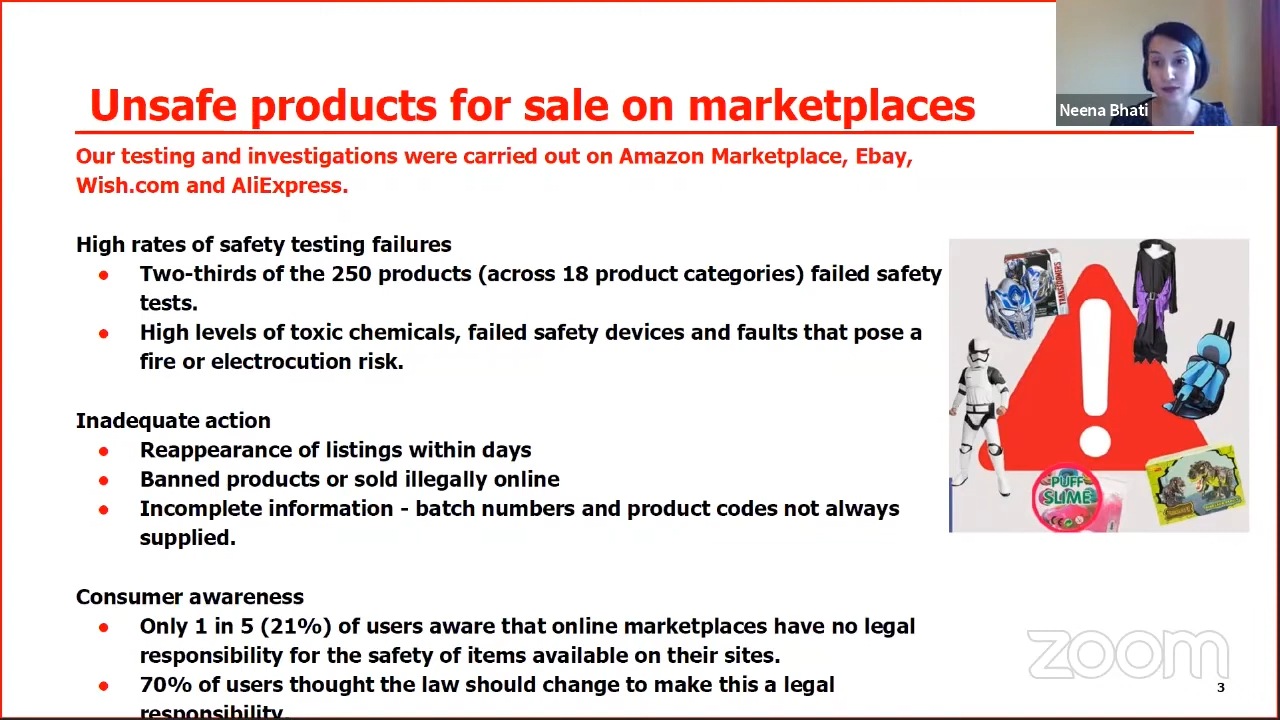 Unsafe products for sale on marketplaces
Neena Bhati
Our testing and investigations were carried out on Amazon Marketplace, Ebay,
Wish.com and AliExpress.
High rates of safety testing failures
● Two-thirds of the 250 products (across 18 product categories) failed safety
tests.
● High levels of toxic chemicals, failed safety devices and faults that pose a
fire or electrocution risk.
Inadequate action
● Reappearance of listings within days
● Banned products or sold illegally online
● Incomplete information - batch numbers and product codes not always
supplied.
Consumer awareness
● Only 1 in 5 (21%) of users aware that online marketplaces have no legal
responsibility for the safety of items available on their sites.
● 70% of users thought the law should change to make this a legal
responsibility.
TRANSFORMERS
PUFF
SLIME
zoom
3